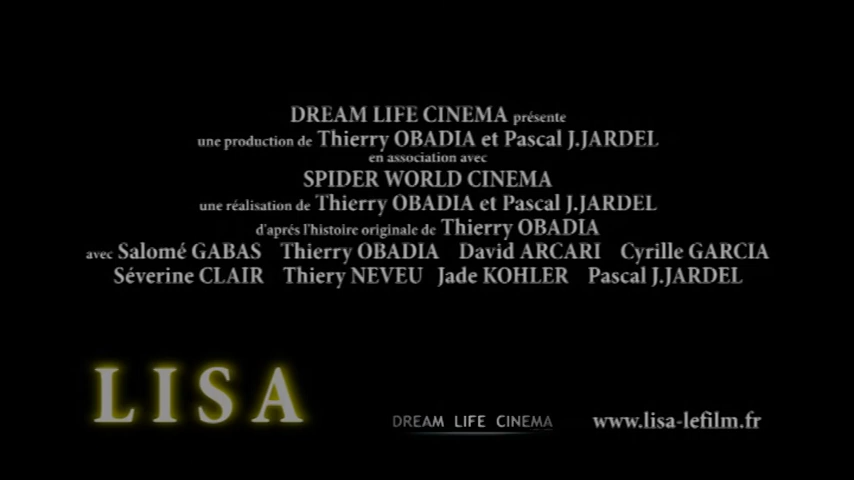 DREAM LIFE CINEMA présente
une production de Thierry OBADIA et Pascal J.JARDEL
en association avec
SPIDER WORLD CINEMA
une réalisation de Thierry OBADIA et Pascal J.JARDEL
d'aprés l'histoire originale de Thierry OBADIA
avec Salomé GABAS Thierry OBADIA David ARCARI Cyrille GARCIA
Séverine CLAIR Thiery NEVEU Jade KOHLER Pascal J.JARDEL
LISA
DREAM LIFE CINEMA
www.lisa-lefilm.fr